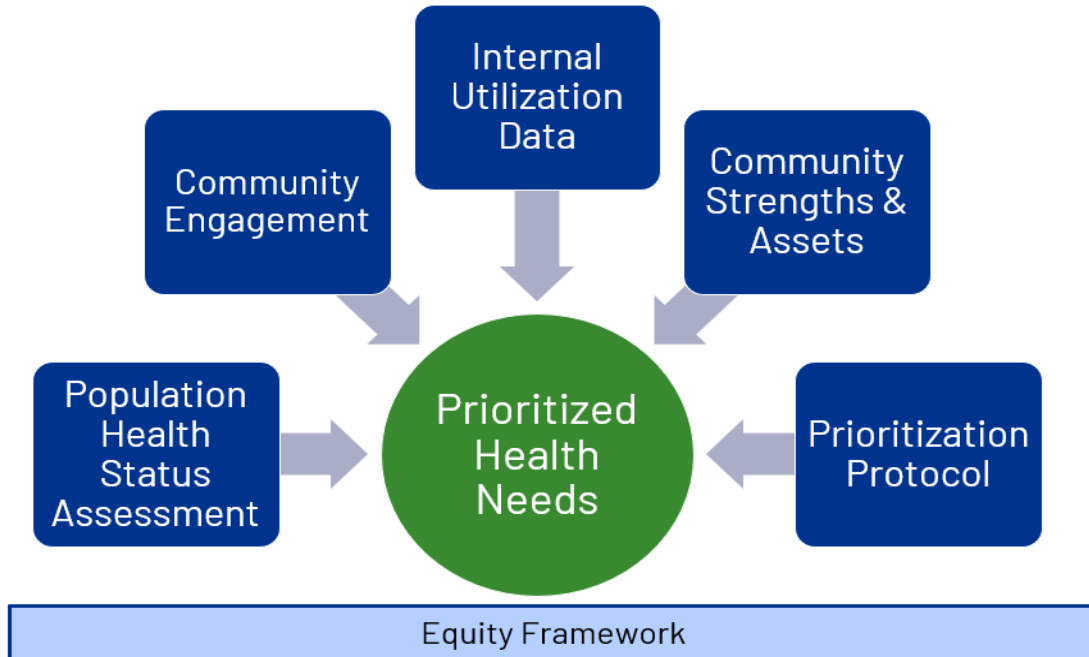 Internal
Utilization
Data
Community
Engagement
Community
Strengths &
Assets
Population
Health
Status
Assessment
Prioritized
Health
Needs
Prioritization
Protocol
Equity Framework